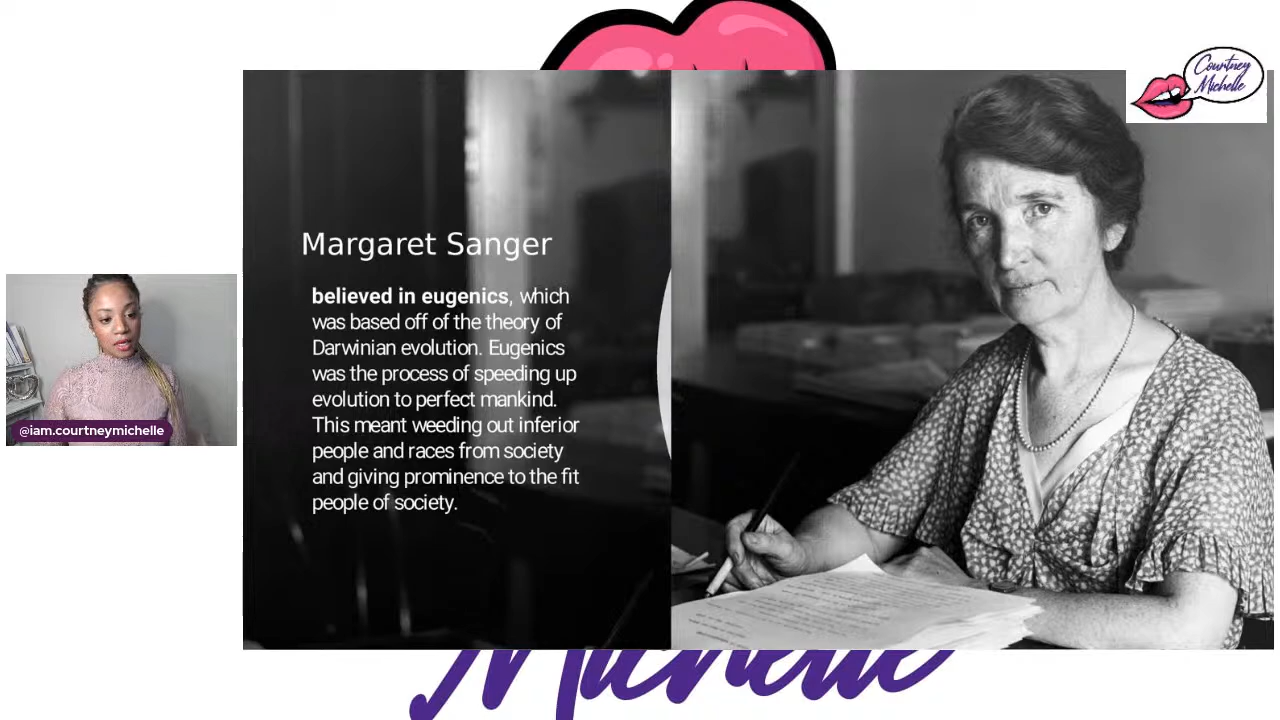 Courtney
Michelle
Margaret Sanger
believed in eugenics, which
was based off of the theory of
Darwinian evolution. Eugenics
was the process of speeding up
evolution to perfect mankind.
This meant weeding out inferior
people and races from society
and giving prominence to the fit
people of society.
@iam.courtneymichelle
Michelle